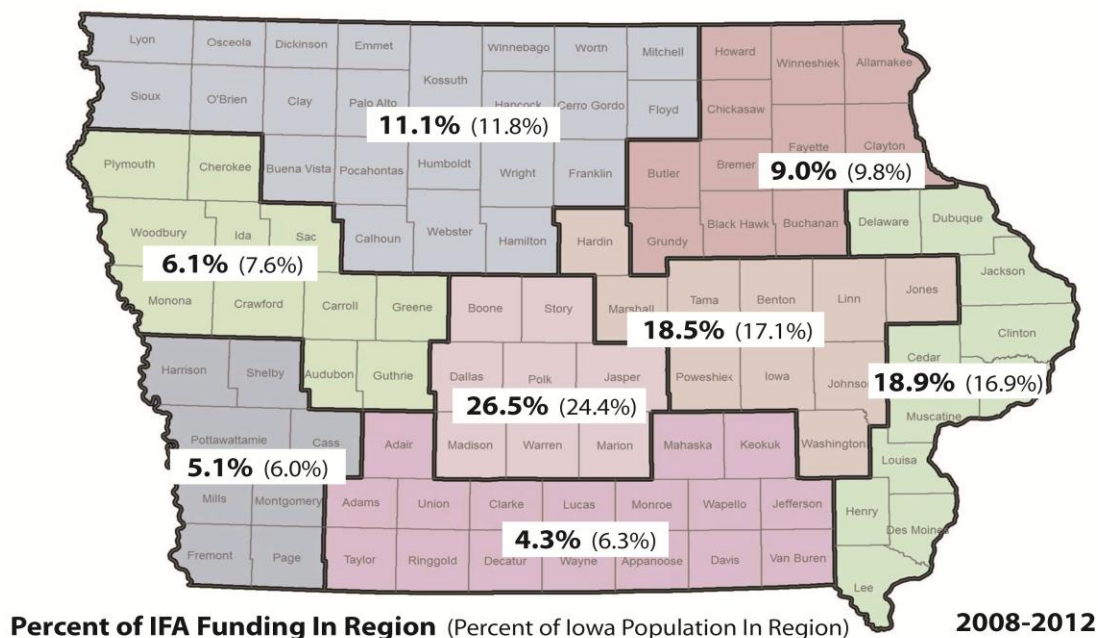 Lyon Osceola Dickinson Emmet Winnebago Worth Mitchell Howard Winneshiek Allamakee
Kossuth
Sioux O'Brien Clay Palo Alto Hancock Cerro Gordo Floyd Chickasaw
11.1% (11.8%)
Plymouth Cherokee Buena Vista Pocahontas Humboldt Wright Franklin Butler Bremer Fayette Clayton
9.0% (9.8%)
Woodbury Ida Sac Calhoun Webster Hamilton Hardin Grundy Black Hawk Buchanan Delaware Dubuque
6.1% (7.6%)
Jackson
Monona Crawford Carroll Greene Boone Story Marshall Tama Benton Linn Jones
18.5% (17.1%)
Clinton
Harrison Shelby Audubon Guthrie Dallas Polk Jasper Poweshiek Iowa Johnson Cedar
18.9% (16.9%)
26.5% (24.4%)
Muscatine
Pottawattamie Cass Adair Madison Warren Marion Mahaska Keokuk Washington
Louisa
5.1% (6.0%)
Mills Montgomery Adams Union Clarke Lucas Monroe Wapello Jefferson Henry
Des Moines
4.3% (6.3%)
Fremont Page Taylor Ringgold Decatur Wayne Appanoose Davis Van Buren
Lee
Percent of IFA Funding In Region (Percent of Iowa Population In Region) 2008-2012